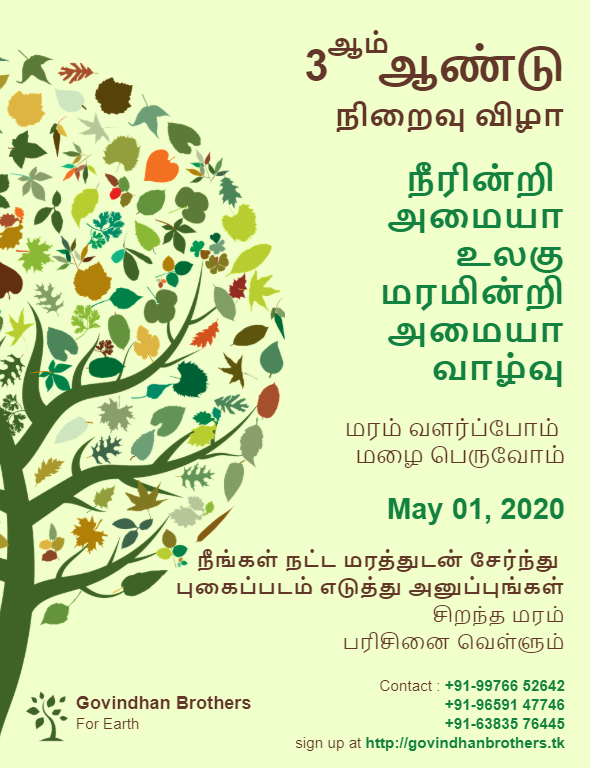 3ஆம் ஆண்டு
நிறைவு விழா
நீரின்றி
அமையா
உலகு
மரமின்றி
அமையா
வாழ்வு
மரம் வளர்ப்போம்
மழை பெருவோம்
May 01, 2020
நீங்கள் நட்ட மரத்துடன் சேர்ந்து
புகைப்படம் எடுத்து அனுப்புங்கள்
சிறந்த மரம்
பரிசினை வெள்ளும்
Govindhan Brothers
For Earth
Contact : +91-99766 52642
+91-96591 47746
+91-63835 76445
sign up at http://govindhanbrothers.tk